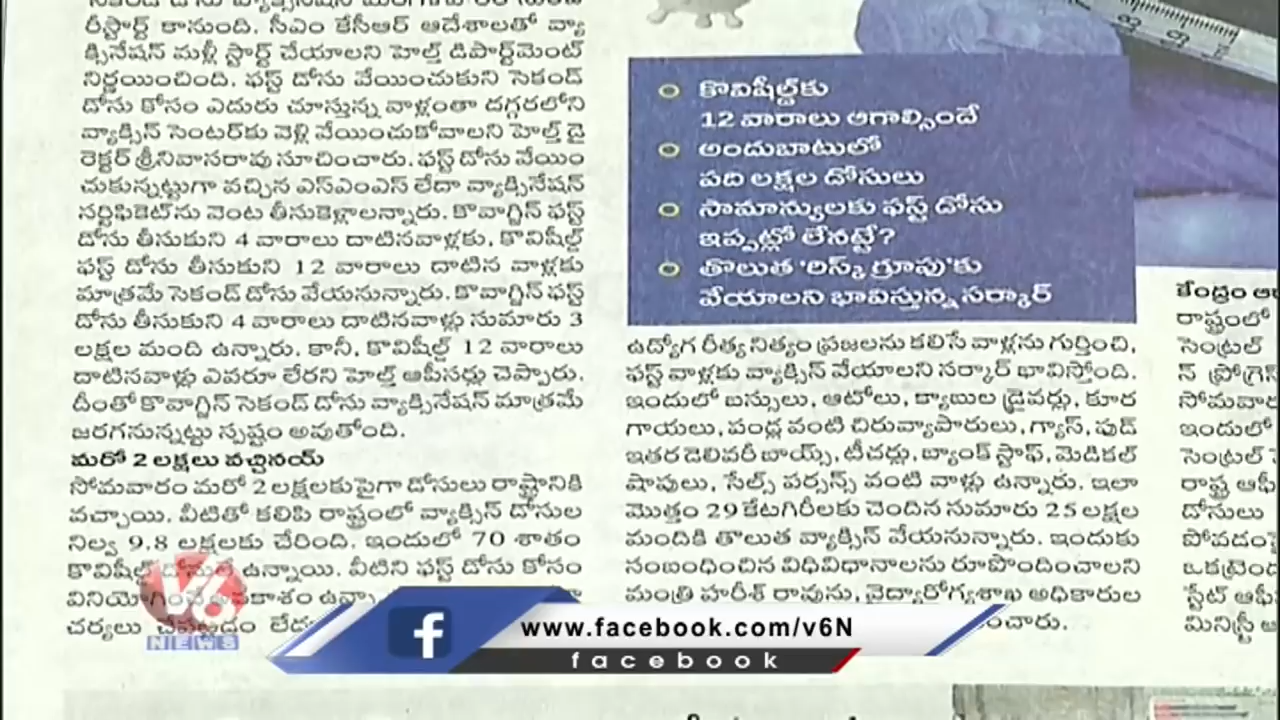 రీస్టార్ట్ కానుంది. సీఎం కేసీఆర్ ఆదేశాలతో వ్యా
క్సినేషన్ మళ్లీ స్టార్ట్ చేయాలని హెల్త్ డిపార్ట్‌మెంట్
నిర్ణయించింది. ఫస్ట్ డోసు వేయించుకుని సెకండ్
డోసు కోసం ఎదురు చూస్తున్న వాళ్లంతా దగ్గరలోని
వ్యాక్సిన్ సెంటర్‌కు వెళ్లి వేయించుకోవాలని హెల్త్ డై
రెక్టర్ శ్రీనివాసరావు సూచించారు. ఫస్ట్ డోసు వేయిం
చుకున్నట్టుగా వచ్చిన ఎస్ఎంఎస్ లేదా వ్యాక్సినేషన్
సర్టిఫికెట్‌ను వెంట తీసుకెళ్లాలన్నారు. కొవాగ్జిన్ ఫస్ట్
డోసు తీసుకుని 4 వారాలు దాటినవాళ్లకు, కొవిషీల్డ్
ఫస్ట్ డోసు తీసుకుని 12 వారాలు దాటిన వాళ్లకు
మాత్రమే సెకండ్ డోసు వేయనున్నారు. కొవాగ్జిన్ ఫస్ట్
డోసు తీసుకుని 4 వారాలు దాటినవాళ్లు సుమారు 3
లక్షల మంది ఉన్నారు. కానీ, కొవిషీల్డ్ 12 వారాలు
దాటినవాళ్లు ఎవరూ లేరని హెల్త్ ఆఫీసర్లు చెప్పారు.
దీంతో కొవాగ్జిన్ సెకండ్ డోసు వ్యాక్సినేషన్ మాత్రమే
జరగనున్నట్టు స్పష్టం అవుతోంది.
మరో 2 లక్షలు వచ్చినయ్
సోమవారం మరో 2 లక్షలకుపైగా డోసులు రాష్ట్రానికి
వచ్చాయి. వీటితో కలిపి రాష్ట్రంలో వ్యాక్సిన్ డోసుల
నిల్వ 9.8 లక్షలకు చేరింది. ఇందులో 70 శాతం
కొవిషీల్డ్ డోసులే ఉన్నాయి. వీటిని ఫస్ట్ డోసు కోసం
కొవిషీల్డ్‌కు
12 వారాలు ఆగాల్సిందే
అందుబాటులో
పది లక్షల డోసులు
సామాన్యులకు ఫస్ట్ డోసు
ఇప్పట్లో లేనట్టే?
తొలుత 'రిస్క్ గ్రూపు'కు
వేయాలని భావిస్తున్న సర్కార్
ఉద్యోగ రీత్య నిత్యం ప్రజలను కలిసే వాళ్లను గుర్తించి,
ఫస్ట్ వాళ్లకు వ్యాక్సిన్ వేయాలని సర్కార్ భావిస్తోంది.
ఇందులో బస్సులు, ఆటోలు, క్యాబుల డ్రైవర్లు, కూర
గాయలు, పండ్ల వంటి చిరువ్యాపారులు, గ్యాస్, ఫుడ్
ఇతర డెలివరీ బాయ్స్, టీచర్లు, బ్యాంక్ స్టాఫ్, మెడికల్
షాపులు, సేల్స్ పర్సన్స్ వంటి వాళ్లు ఉన్నారు. ఇలా
మొత్తం 29 కేటగిరీలకు చెందిన సుమారు 25 లక్షల
మందికి తొలుత వ్యాక్సిన్ వేయనున్నారు. ఇందుకు
సంబంధించిన విధివిధానాలను రూపొందించాలని
మంత్రి హరీశ్ రావును, వైద్యారోగ్యశాఖ అధికారుల
కేంద్రం
రాష్ట్రంలో
సెంట్రల్
సోమవారం
ఇందులో
సెంట్రల్
రాష్ట్ర ఆఫీ
డోసులు
స్టేట్ ఆఫీ
మినిస్ట్రీ
V6
NEWS
f
www.facebook.com/v6N
facebook